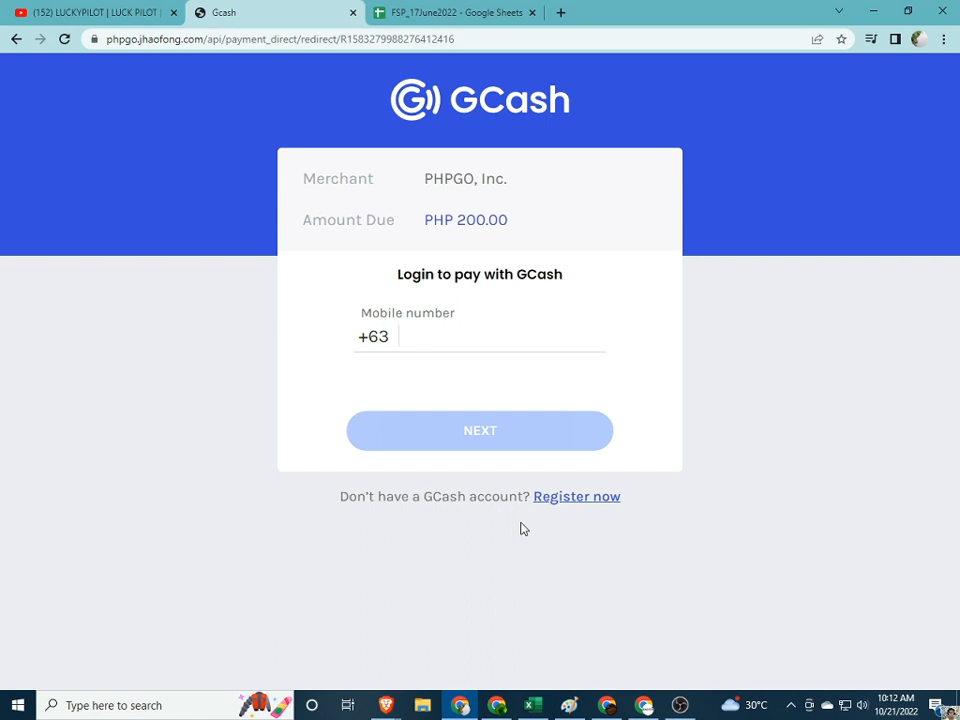 (152) LUCKYPILOT | LUCK PILOT |
Gcash
FSP_17June2022 - Google Sheets
phpgo.jhaofong.com/api/payment_direct/redirect/R1583279988276412416
GCash
Merchant PHPGO, Inc.
Amount Due PHP 200.00
Login to pay with GCash
Mobile number
+63
NEXT
Don't have a GCash account? Register now
Type here to search
30°C
10:12 AM
10/21/2022